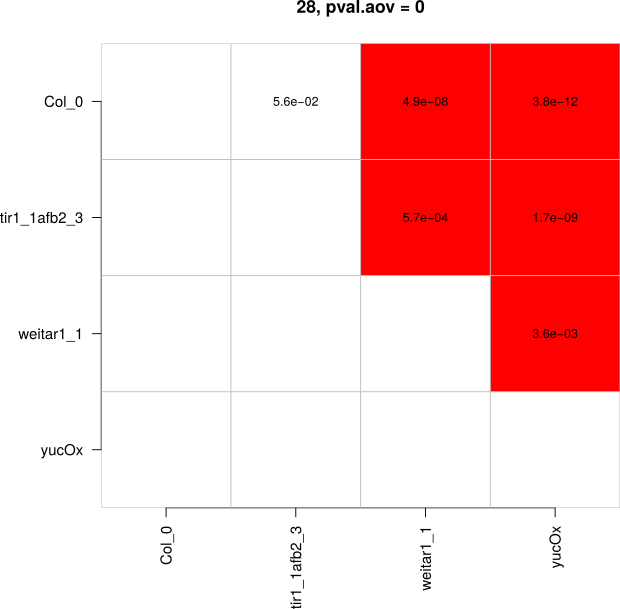 28, pval.aov = 0
Col_0
5.6e−02
4.9e−08
3.8e−12
tir1_1afb2_3
5.7e−04
1.7e−09
weitar1_1
3.6e−03
yucOx
Col_0
tir1_1afb2_3
weitar1_1
yucOx